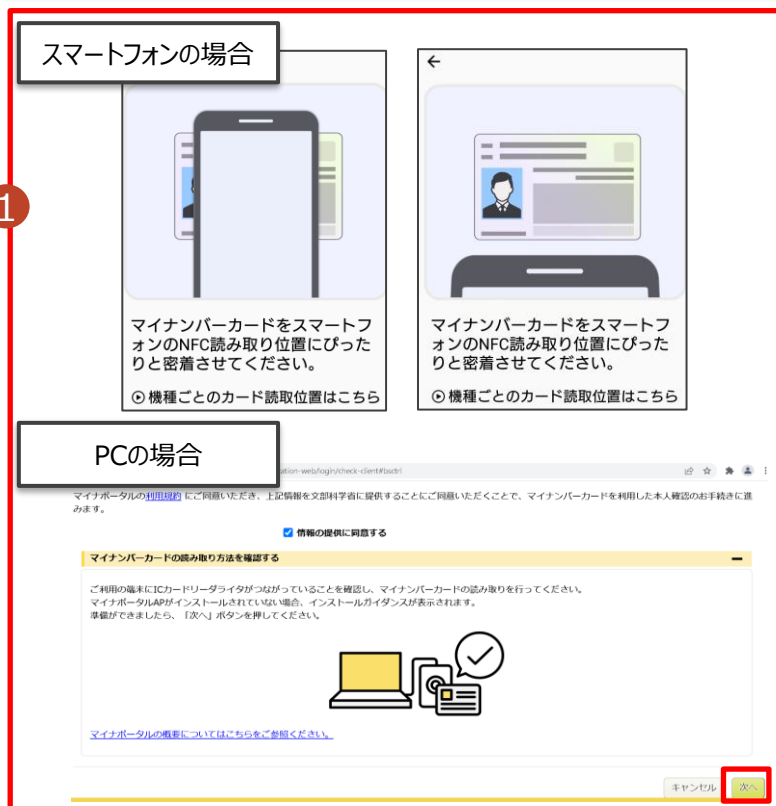 スマートフォンの場合
1
←
マイナンバーカードをスマートフ
ォンのNFC読み取り位置にぴった
りと密着させてください。
機種ごとのカード読取位置はこちら
←
マイナンバーカードをスマートフ
ォンのNFC読み取り位置にぴった
りと密着させてください。
機種ごとのカード読取位置はこちら
PCの場合
ation-web/login/check-client#bsctrl
マイナポータルの利用規約 にご同意いただき、上記情報を文部科学省に提供することにご同意いただくことで、マイナンバーカードを利用した本人確認のお手続きに進
みます。
情報の提供に同意する
マイナンバーカードの読み取り方法を確認する
ご利用の端末にICカードリーダライタがつながっていることを確認し、マイナンバーカードの読み取りを行ってください。
マイナポータルAPがインストールされていない場合、インストールガイダンスが表示されます。
準備ができましたら、「次へ」ボタンを押してください。
マイナポータルの概要についてはこちらをご参照ください。
キャンセル
次へ